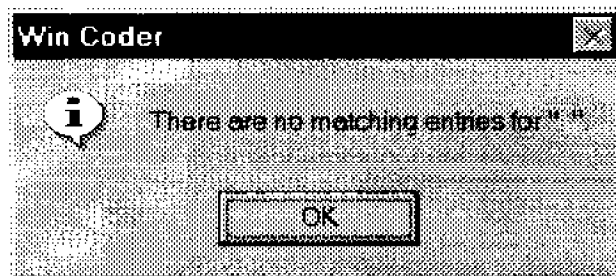 Win Coder
There are no matching entries for " "
OK